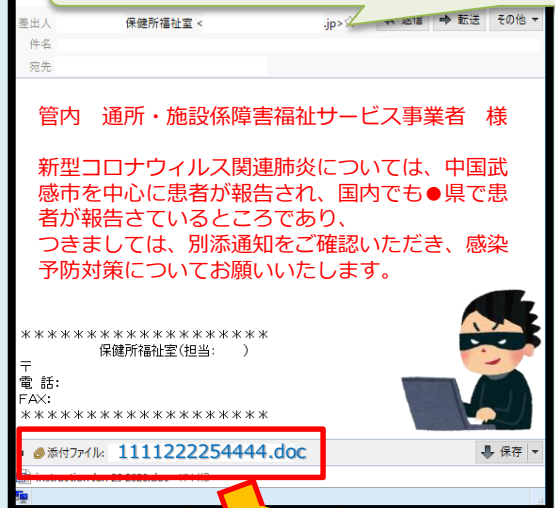 差出人 保健所福祉室 < .jp>
返信 転送 その他
件名
宛先
管内 通所・施設係障害福祉サービス事業者 様
新型コロナウィルス関連肺炎については、中国武
感市を中心に患者が報告され、国内でも●県で患
者が報告さているところであり、
つきましては、別添通知をご確認いただき、感染
予防対策についてお願いいたします。
*******************
保健所福祉室(担当: )
〒
電 話:
FAX:
*******************
添付ファイル: 1111222254444.doc
保存